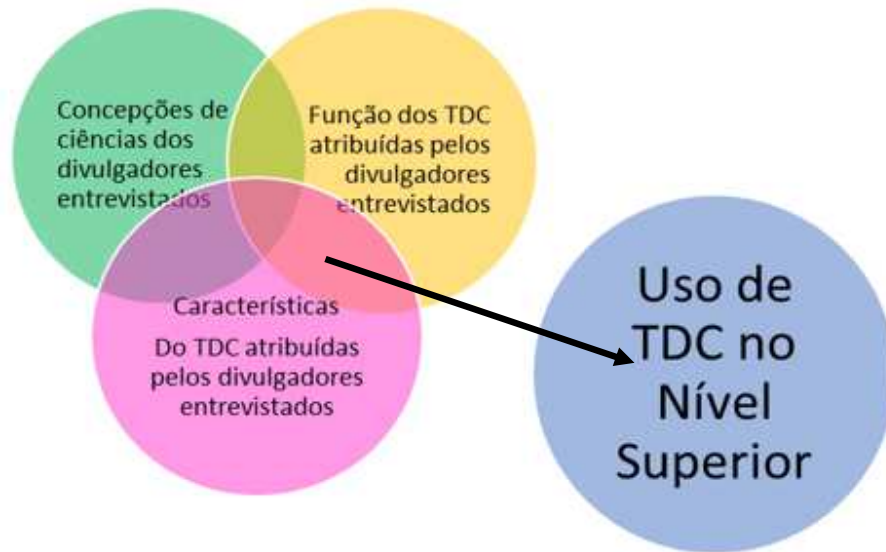 Concepções de
ciências dos
divulgadores
entrevistados
Função dos TDC
atribuídas pelos
divulgadores
entrevistados
Características
Do TDC atribuídas
pelos divulgadores
entrevistados
Uso de
TDC no
Nível
Superior